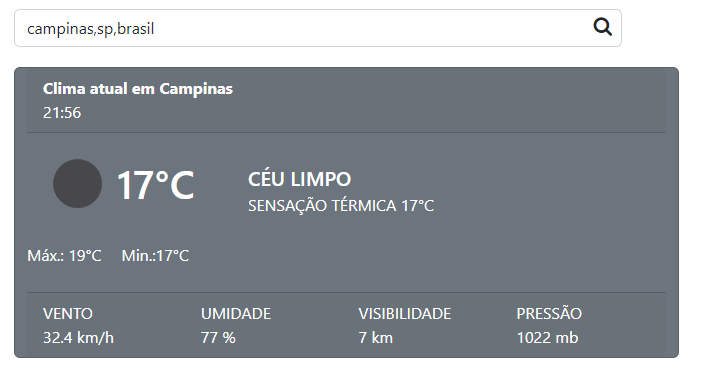 campinas,sp,brasil
Clima atual em Campinas
21:56
17°C
CÉU LIMPO
SENSAÇÃO TÉRMICA 17°C
Máx.: 19°C Min.:17°C
VENTO UMIDADE VISIBILIDADE PRESSÃO
32.4 km/h 77 % 7 km 1022 mb